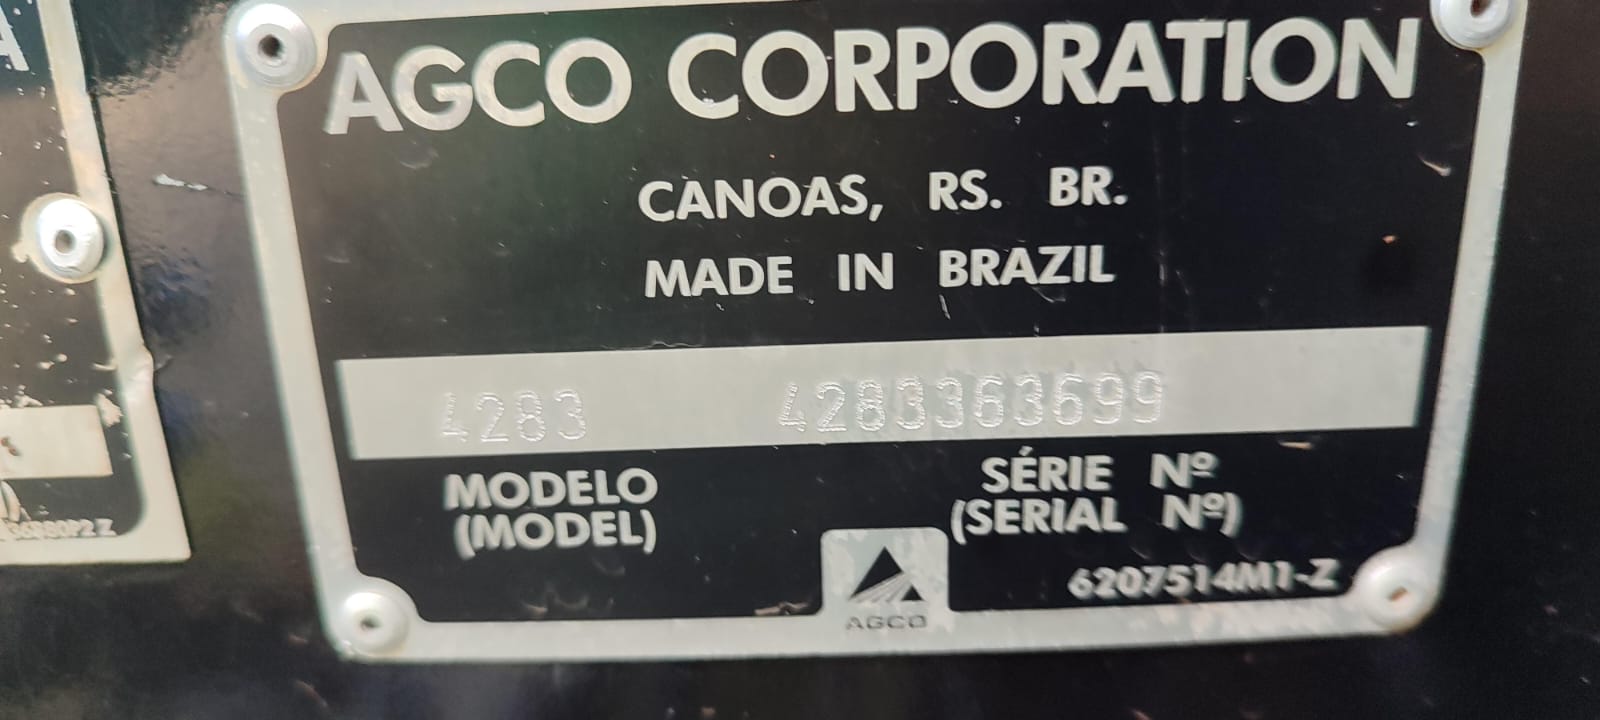 AGCO CORPORATION
CANOAS, RS. BR.
MADE IN BRAZIL
4283 4283363699
MODELO SÉRIE Nº
(MODEL) (SERIAL Nº)
6207514M1-Z
AGCO